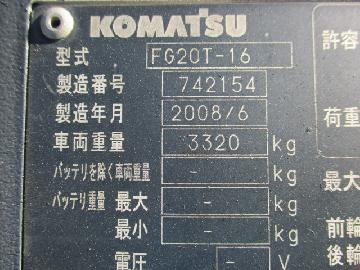 KOMATSU
型式 FG20T-16 許容
製造番号 742154
製造年月 2008/6 荷重
車両重量 3320 kg
バッテリを除く車両重量 - kg 最大
バッテリ重量 最大 - kg
最小 - kg 前輪
電圧 - V 後輪